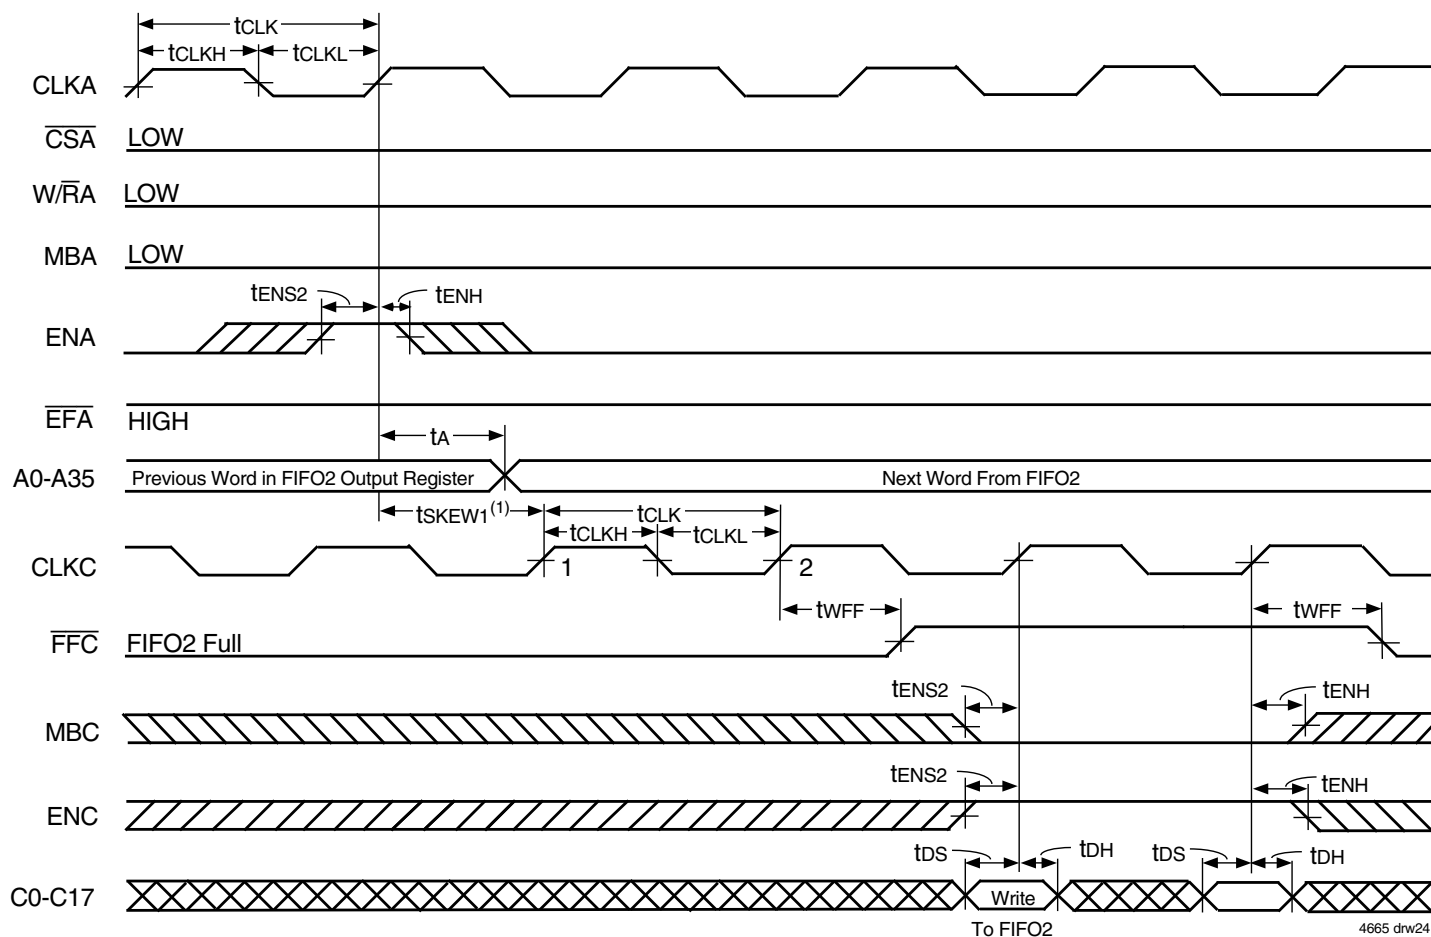 tCLK
tCLKH
tCLKL
CLKA
CSA
LOW
W/RA
LOW
MBA
LOW
tENS2
tENH
ENA
EFA
HIGH
tA
A0-A35
Previous Word in FIFO2 Output Register
Next Word From FIFO2
tSKEW1(1)
tCLK
tCLKH
tCLKL
CLKC
1
2
tWFF
tWFF
FFC
FIFO2 Full
tENS2
tENH
MBC
tENS2
tENH
ENC
tDS
tDH
tDS
tDH
C0-C17
Write
To FIFO2
4665 drw24